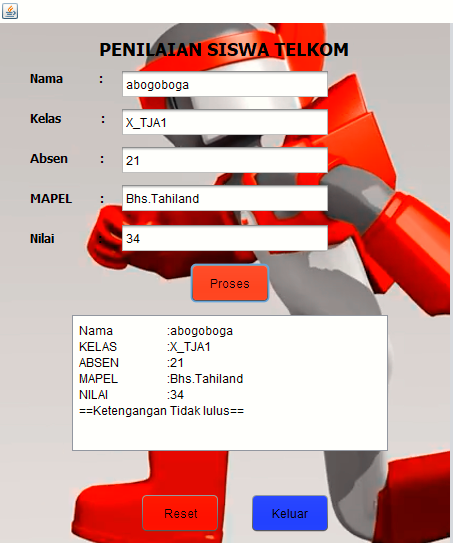 PENILAIAN SISWA TELKOM
Nama : abogoboga
Kelas : X_TJA1
Absen : 21
MAPEL : Bhs.Tahiland
Nilai : 34
Proses
Nama :abogoboga
KELAS :X_TJA1
ABSEN :21
MAPEL :Bhs.Tahiland
NILAI :34
==Ketengangan Tidak lulus==
Reset Keluar